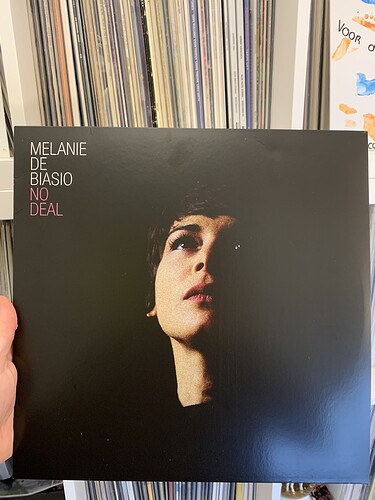 MELANIE
DE
BIASIO
NO
DEAL
VOOR